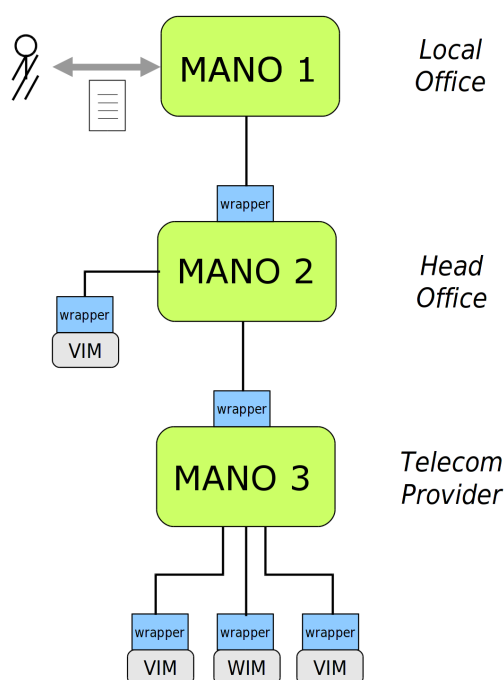 MANO 1
Local
Office
wrapper
MANO 2
Head
Office
wrapper
VIM
wrapper
MANO 3
Telecom
Provider
wrapper
wrapper
wrapper
VIM
WIM
VIM